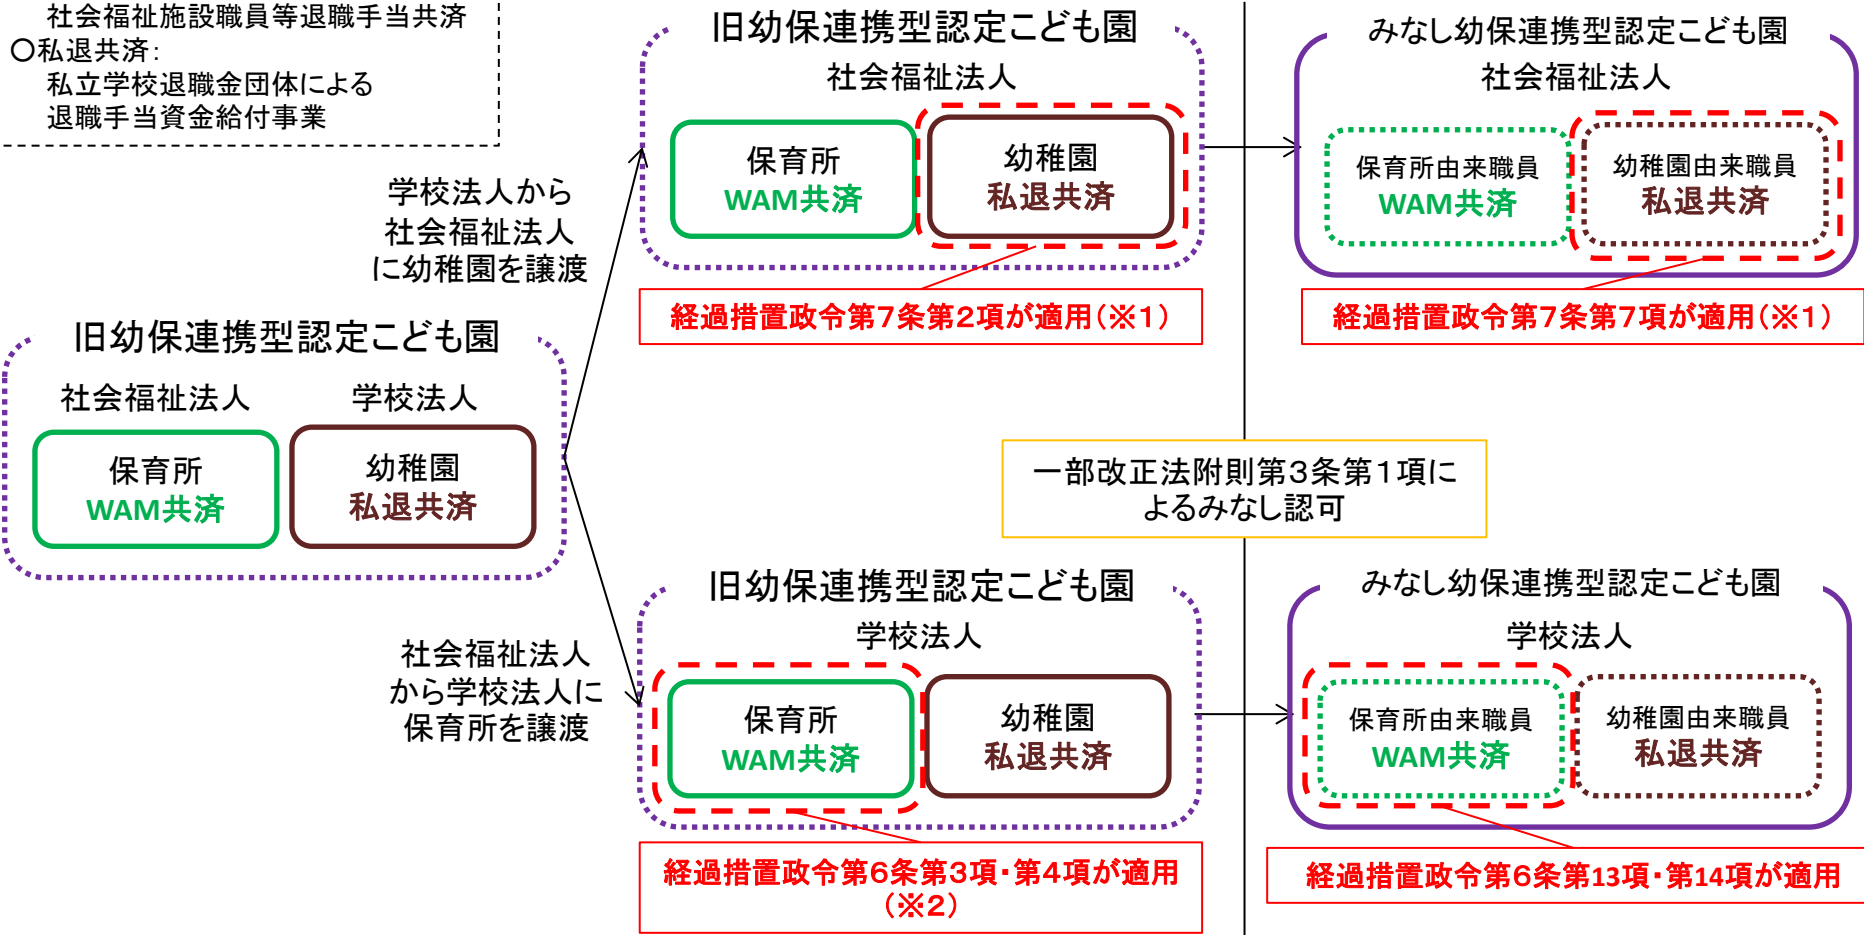 社会福祉施設職員等退職手当共済
○私退共済：
私立学校退職金団体による
退職手当資金給付事業
学校法人から
社会福祉法人
に幼稚園を譲渡
旧幼保連携型認定こども園
社会福祉法人
保育所
WAM共済
幼稚園
私退共済
経過措置政令第７条第２項が適用（※１）
みなし幼保連携型認定こども園
社会福祉法人
保育所由来職員
WAM共済
幼稚園由来職員
私退共済
経過措置政令第７条第７項が適用（※１）
旧幼保連携型認定こども園
社会福祉法人
学校法人
保育所
WAM共済
幼稚園
私退共済
一部改正法附則第３条第１項に
よるみなし認可
社会福祉法人
から学校法人に
保育所を譲渡
旧幼保連携型認定こども園
学校法人
保育所
WAM共済
幼稚園
私退共済
経過措置政令第６条第３項・第４項が適用
（※２）
みなし幼保連携型認定こども園
学校法人
保育所由来職員
WAM共済
幼稚園由来職員
私退共済
経過措置政令第６条第13項・第14項が適用